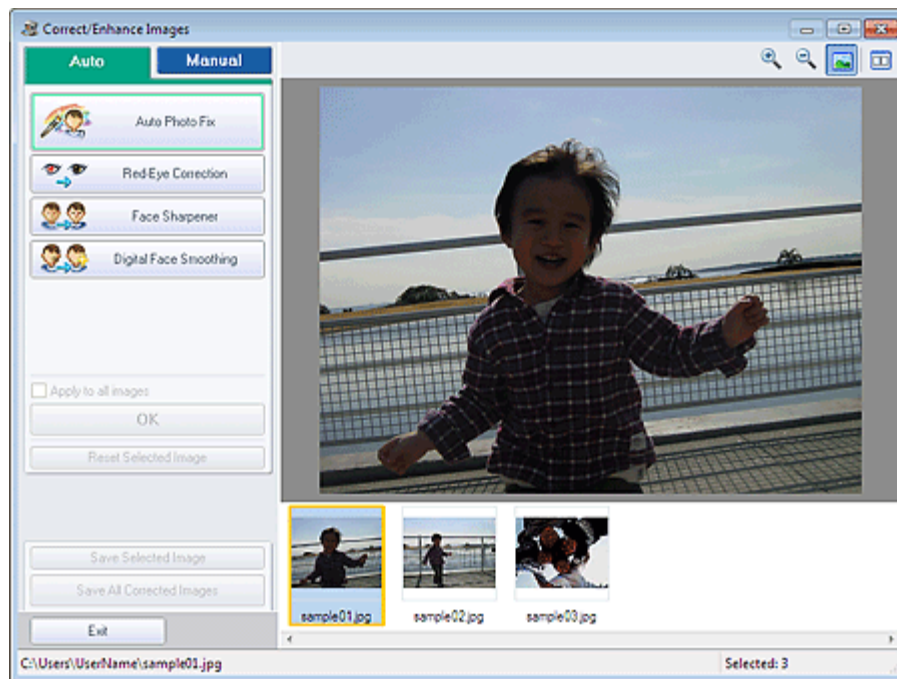 Correct/Enhance Images
Auto
Manual
Auto Photo Fix
Red-Eye Correction
Face Sharpener
Digital Face Smoothing
Apply to all images
OK
Reset Selected Image
Save Selected Image
Save All Corrected Images
Exit
sample01.jpg
sample02.jpg
sample03.jpg
C:\Users\UserName\sample01.jpg
Selected: 3